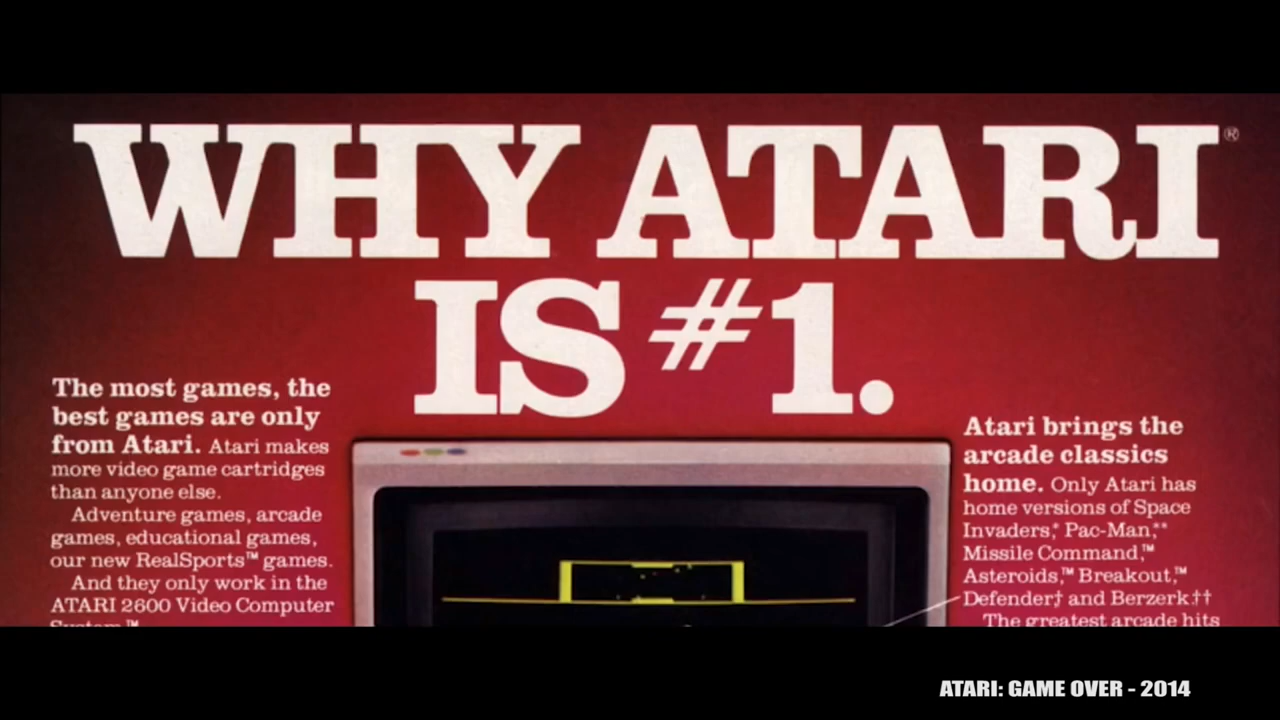 WHY ATARI®
IS #1.
The most games, the
best games are only
from Atari. Atari makes
more video game cartridges
than anyone else.
Adventure games, arcade
games, educational games,
our new RealSports™ games.
And they only work in the
ATARI 2600 Video Computer
System™
Atari brings the
arcade classics
home. Only Atari has
home versions of Space
Invaders,* Pac-Man,**
Missile Command,™
Asteroids,™ Breakout,™
Defender† and Berzerk.††
The greatest arcade hits
ATARI: GAME OVER - 2014